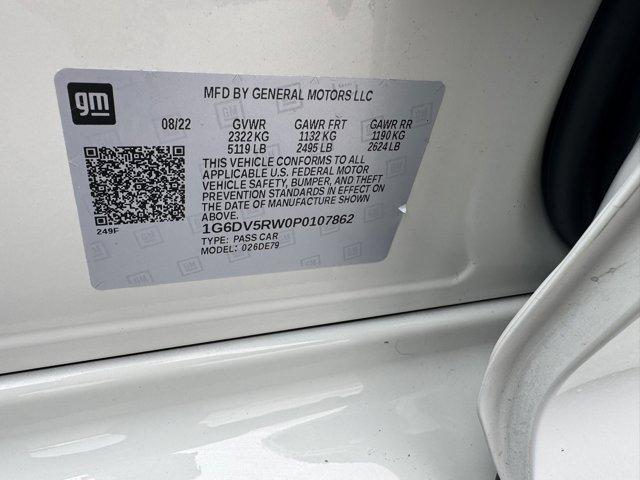 gm
MFD BY GENERAL MOTORS LLC
08/22 GVWR GAWR FRT GAWR RR
2322 KG 1132 KG 1190 KG
5119 LB 2495 LB 2624 LB
THIS VEHICLE CONFORMS TO ALL
APPLICABLE U.S. FEDERAL MOTOR
VEHICLE SAFETY, BUMPER, AND THEFT
PREVENTION STANDARDS IN EFFECT ON
THE DATE OF MANUFACTURE SHOWN
ABOVE.
249F
1G6DV5RW0P0107862
TYPE: PASS CAR
MODEL: 026DE79